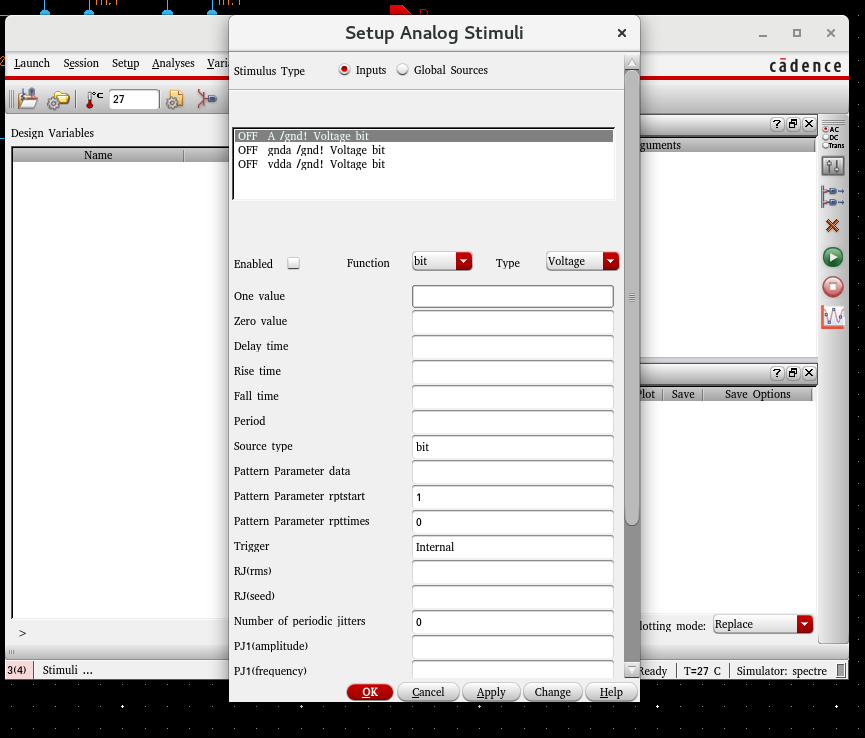 Setup Analog Stimuli
Launch Session Setup Analyses
cādence
Stimulus Type Inputs Global Sources
°C 27
Design Variables
Name
OFF A /gnd! Voltage bit
OFF gnda /gnd! Voltage bit
OFF vdda /gnd! Voltage bit
guments
AC
DC
Trans
Enabled Function bit Type Voltage
One value
Zero value
Delay time
Rise time
Fall time
Period
Source type bit
Pattern Parameter data
Pattern Parameter rptstart 1
Pattern Parameter rpttimes 0
Trigger Internal
RJ(rms)
RJ(seed)
Number of periodic jitters 0
PJ1(amplitude)
PJ1(frequency)
Plot Save Save Options
lotting mode: Replace
>
3(4) Stimuli ...
Ready T=27 C Simulator: spectre
OK Cancel Apply Change Help